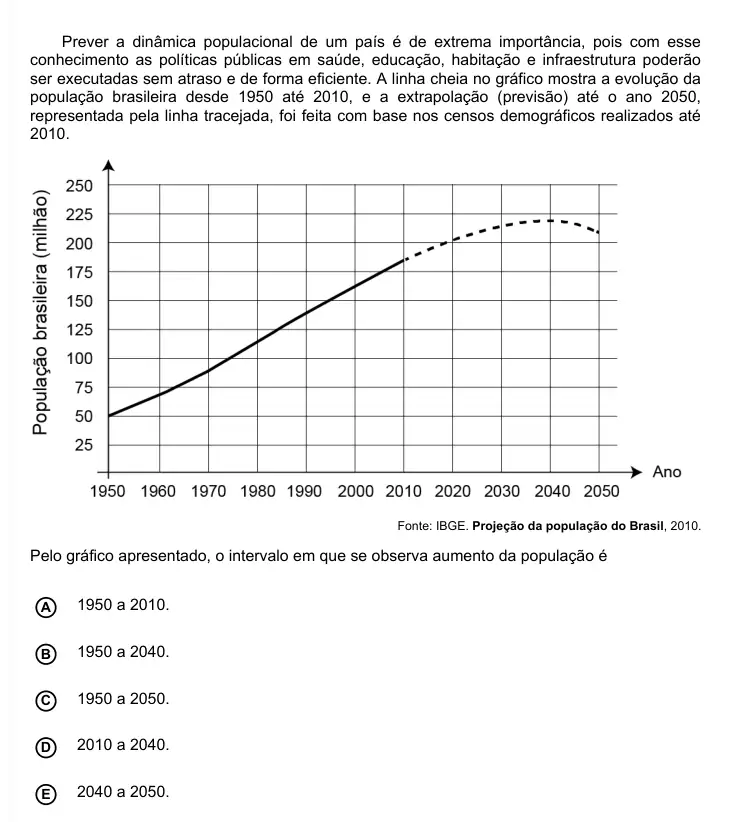 Prever a dinâmica populacional de um país é de extrema importância, pois com esse
conhecimento as políticas públicas em saúde, educação, habitação e infraestrutura poderão
ser executadas sem atraso e de forma eficiente. A linha cheia no gráfico mostra a evolução da
população brasileira desde 1950 até 2010, e a extrapolação (previsão) até o ano 2050,
representada pela linha tracejada, foi feita com base nos censos demográficos realizados até
2010.
População brasileira (milhão)
250
225
200
175
150
125
100
75
50
25
Ano
1950 1960 1970 1980 1990 2000 2010 2020 2030 2040 2050
Fonte: IBGE. Projeção da população do Brasil, 2010.
Pelo gráfico apresentado, o intervalo em que se observa aumento da população é
A 1950 a 2010.
B 1950 a 2040.
C 1950 a 2050.
D 2010 a 2040.
E 2040 a 2050.